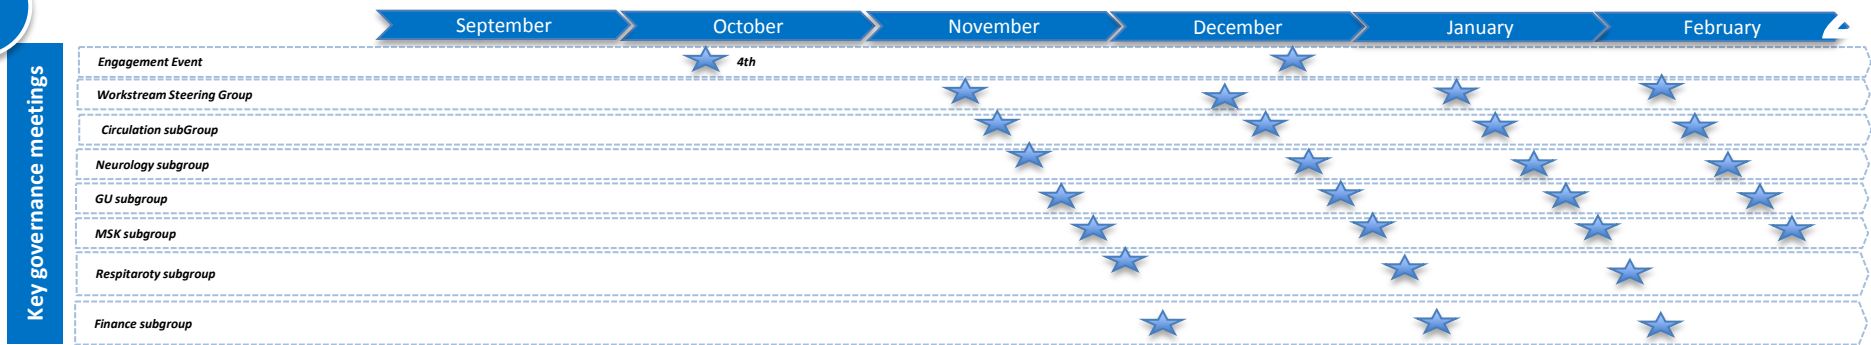 September October November December January February
Key governance meetings
Engagement Event 4th
Workstream Steering Group
Circulation subGroup
Neurology subgroup
GU subgroup
MSK subgroup
Respitaroty subgroup
Finance subgroup